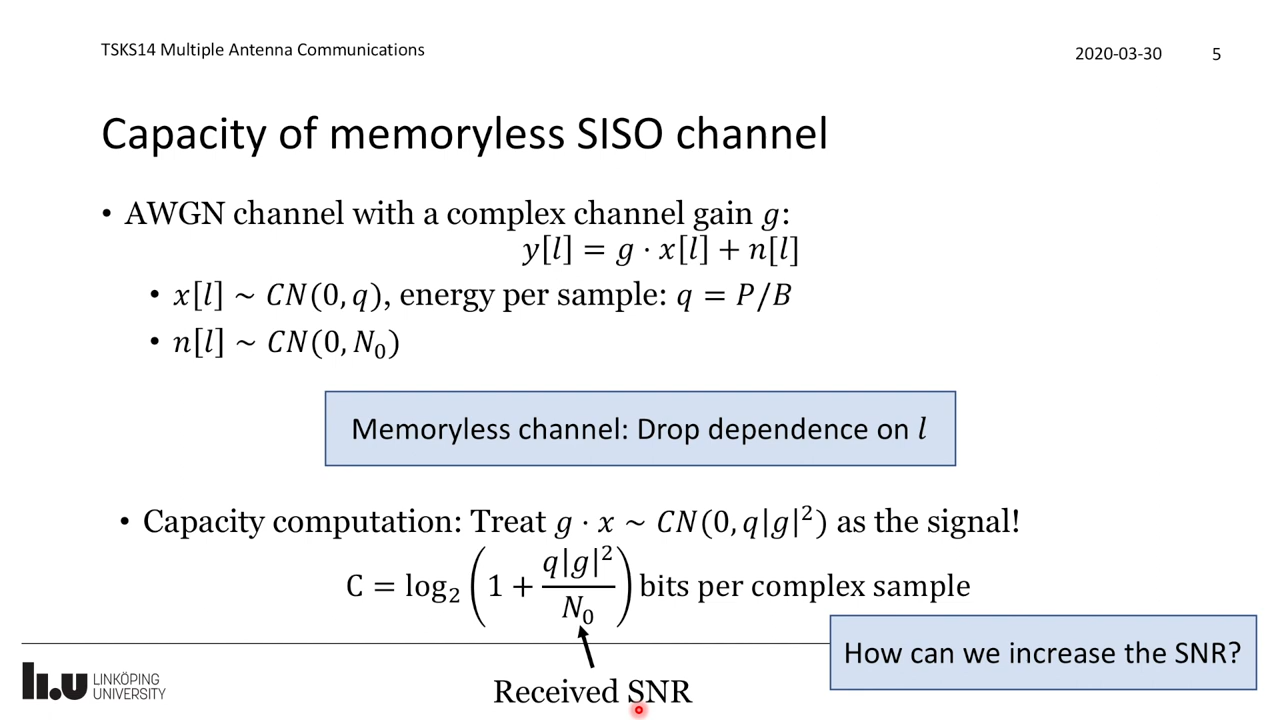 TSKS14 Multiple Antenna Communications
2020-03-30 5
Capacity of memoryless SISO channel
• AWGN channel with a complex channel gain g:
y[l] = g · x[l] + n[l]
• x[l] ~ CN(0, q), energy per sample: q = P/B
• n[l] ~ CN(0, N₀)
Memoryless channel: Drop dependence on l
• Capacity computation: Treat g · x ~ CN(0, q|g|²) as the signal!
C = log₂ (1 + q|g|²/N₀) bits per complex sample
How can we increase the SNR?
Received SNR
LINKÖPING
UNIVERSITY